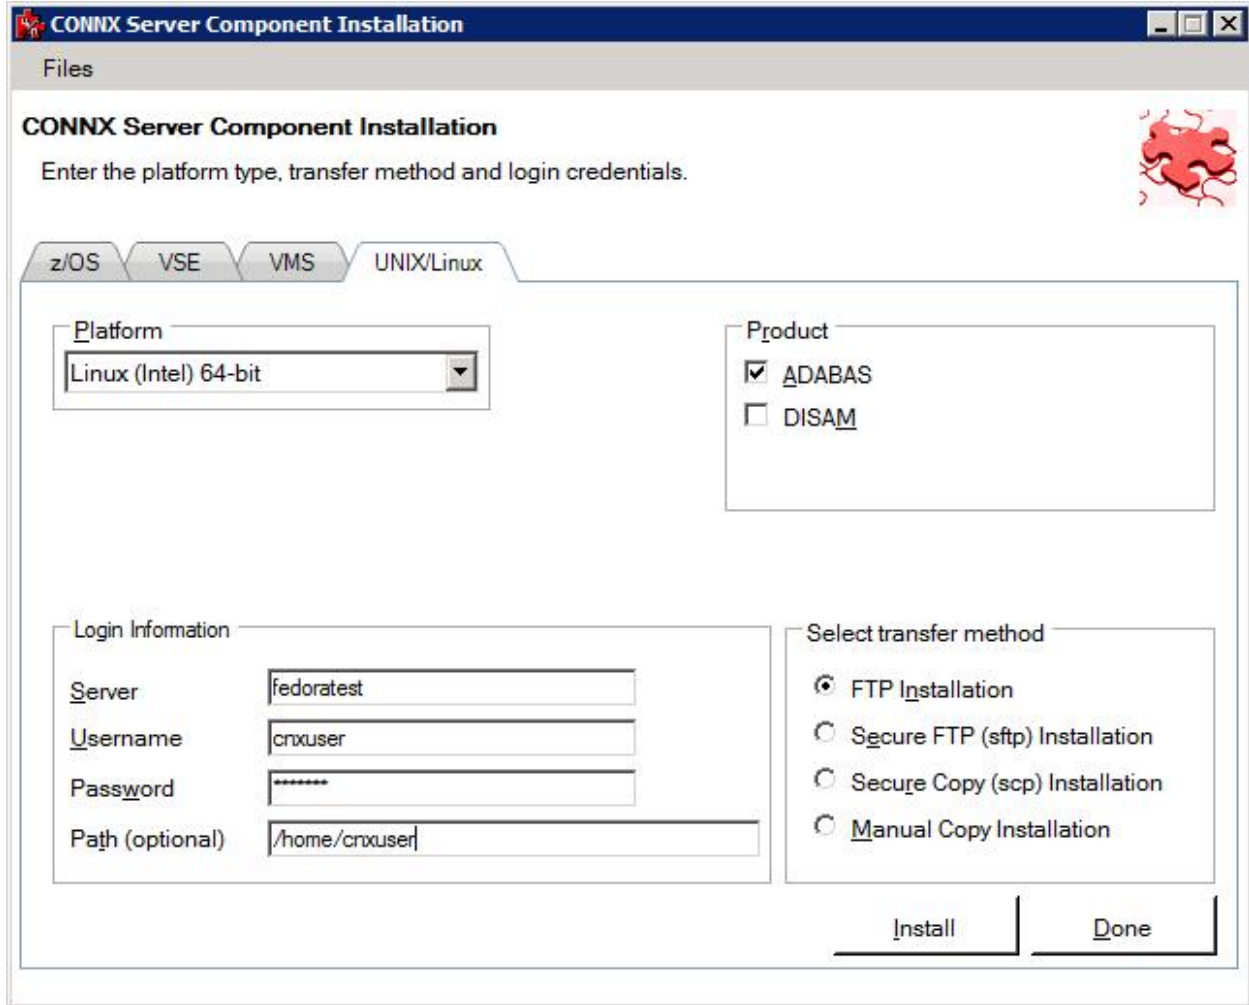 CONNX Server Component Installation
Files
CONNX Server Component Installation
Enter the platform type, transfer method and login credentials.
z/OS VSE VMS UNIX/Linux
Platform
Linux (Intel) 64-bit
Product
ADABAS
DISAM
Login Information
Server fedoratest
Username cnxuser
Password *******
Path (optional) /home/cnxuser
Select transfer method
FTP Installation
Secure FTP (sftp) Installation
Secure Copy (scp) Installation
Manual Copy Installation
Install Done